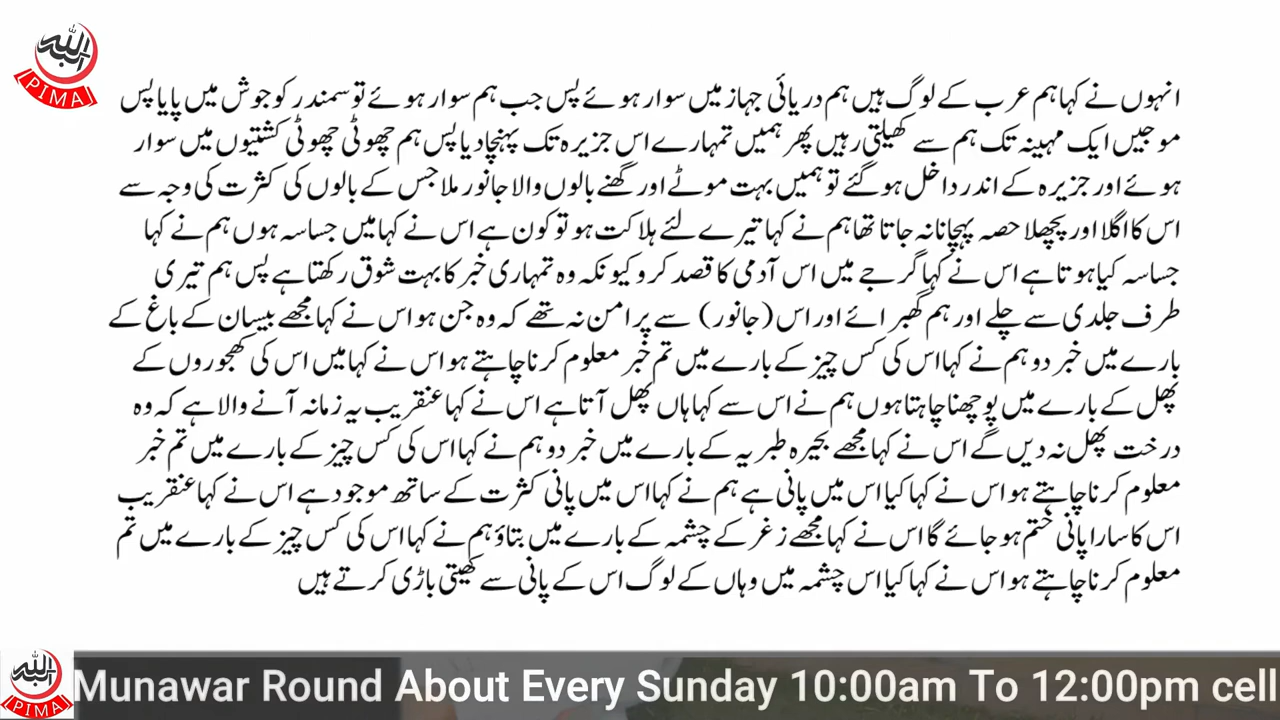 اللہ
PIMA
انہوں نے کہا ہم عرب کے لوگ ہیں ہم دریائی جہاز میں سوار ہوئے پس جب ہم سوار ہوئے تو سمندر کو جوش میں پایا پس
موجیں ایک مہینہ تک ہم سے کھیلتی رہیں پھر ہمیں تمہارے اس جزیرہ تک پہنچا دیا پس ہم چھوٹی چھوٹی کشتیوں میں سوار
ہوئے اور جزیرہ کے اندر داخل ہو گئے تو ہمیں بہت موٹے اور گھنے بالوں والا جانور ملا جس کے بالوں کی کثرت کی وجہ سے
اس کا اگلا اور پچھلا حصہ پہچانا نہ جاتا تھا ہم نے کہا تیرے لئے ہلاکت ہو تو کون ہے اس نے کہا میں جساسہ ہوں ہم نے کہا
جساسہ کیا ہوتا ہے اس نے کہا گرجے میں اس آدمی کا قصد کرو کیونکہ وہ تمہاری خبر کا بہت شوق رکھتا ہے پس ہم تیری
طرف جلدی سے چلے اور ہم گھبرائے اور اس (جانور) سے پر امن نہ تھے کہ وہ جن ہو اس نے کہا مجھے بیسان کے باغ کے
بارے میں خبر دو ہم نے کہا اس کی کس چیز کے بارے میں تم خبر معلوم کرنا چاہتے ہو اس نے کہا میں اس کی کھجوروں کے
پھل کے بارے میں پوچھنا چاہتا ہوں ہم نے اس سے کہا ہاں پھل آتا ہے اس نے کہا عنقریب یہ زمانہ آنے والا ہے کہ وہ
درخت پھل نہ دیں گے اس نے کہا مجھے بحیرہ طبریہ کے بارے میں خبر دو ہم نے کہا اس کی کس چیز کے بارے میں تم خبر
معلوم کرنا چاہتے ہو اس نے کہا کیا اس میں پانی ہے ہم نے کہا اس میں پانی کثرت کے ساتھ موجود ہے اس نے کہا عنقریب
اس کا سارا پانی ختم ہو جائے گا اس نے کہا مجھے زغر کے چشمہ کے بارے میں بتاؤ ہم نے کہا اس کی کس چیز کے بارے میں تم
معلوم کرنا چاہتے ہو اس نے کہا کیا اس چشمہ میں وہاں کے لوگ اس کے پانی سے کھیتی باڑی کرتے ہیں
اللہ
PIMA
Munawar Round About Every Sunday 10:00am To 12:00pm cell